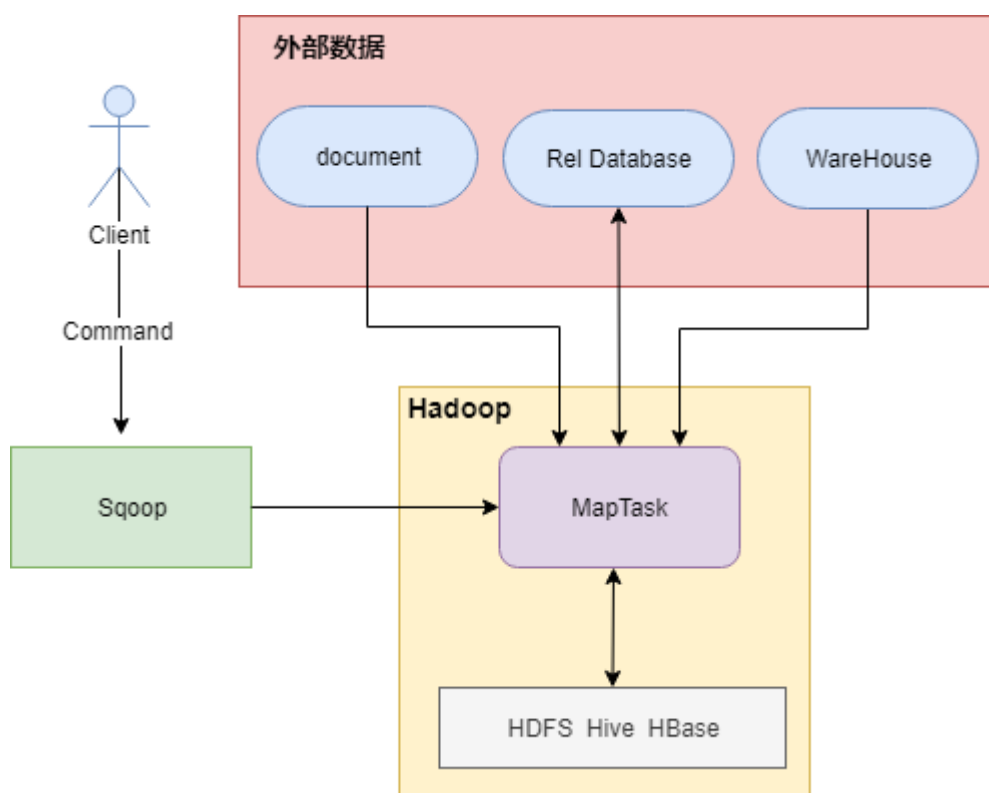 外部数据
document
Rel Database
WareHouse
Client
Command
Hadoop
Sqoop
MapTask
HDFS Hive HBase